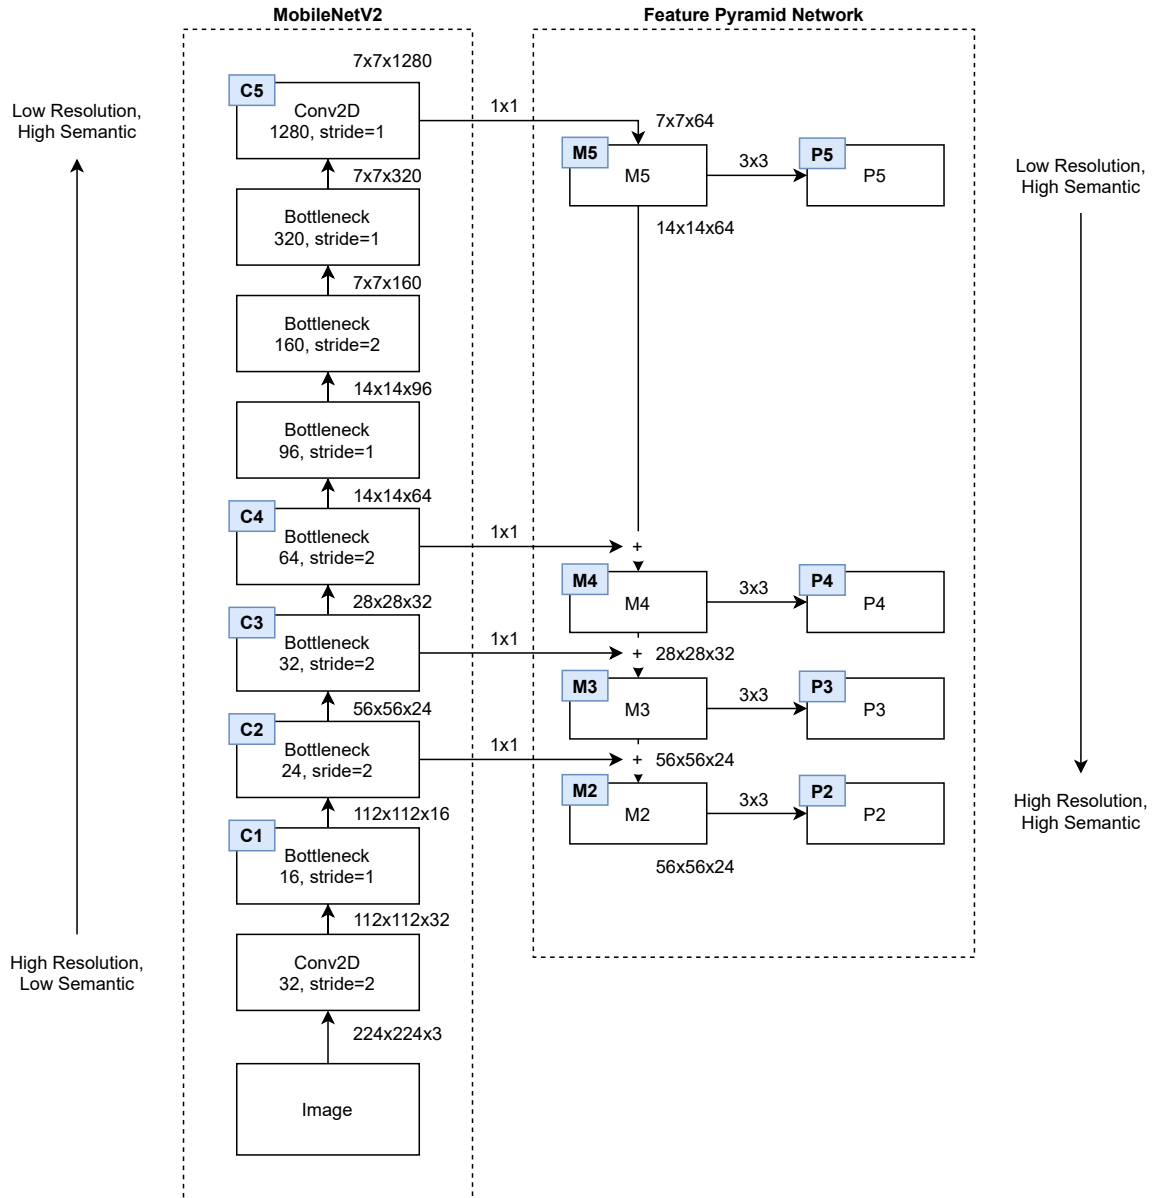 MobileNetV2
Feature Pyramid Network
Low Resolution,
High Semantic
High Resolution,
Low Semantic
7x7x1280
C5
Conv2D
1280, stride=1
7x7x320
Bottleneck
320, stride=1
7x7x160
Bottleneck
160, stride=2
14x14x96
Bottleneck
96, stride=1
14x14x64
C4
Bottleneck
64, stride=2
28x28x32
C3
Bottleneck
32, stride=2
56x56x24
C2
Bottleneck
24, sride=2
112x112x16
C1
Bottleneck
16, stride=1
112x112x32
Conv2D
32, stride=2
224x224x3
Image
1x1
1x1
1x1
1x1
7x7x64
M5
M5
3x3
P5
P5
14x14x64
+
M4
M4
3x3
P4
P4
+
28x28x32
M3
M3
3x3
P3
P3
+
56x56x24
M2
M2
3x3
P2
P2
56x56x24
Low Resolution,
High Semantic
High Resolution,
High Semantic